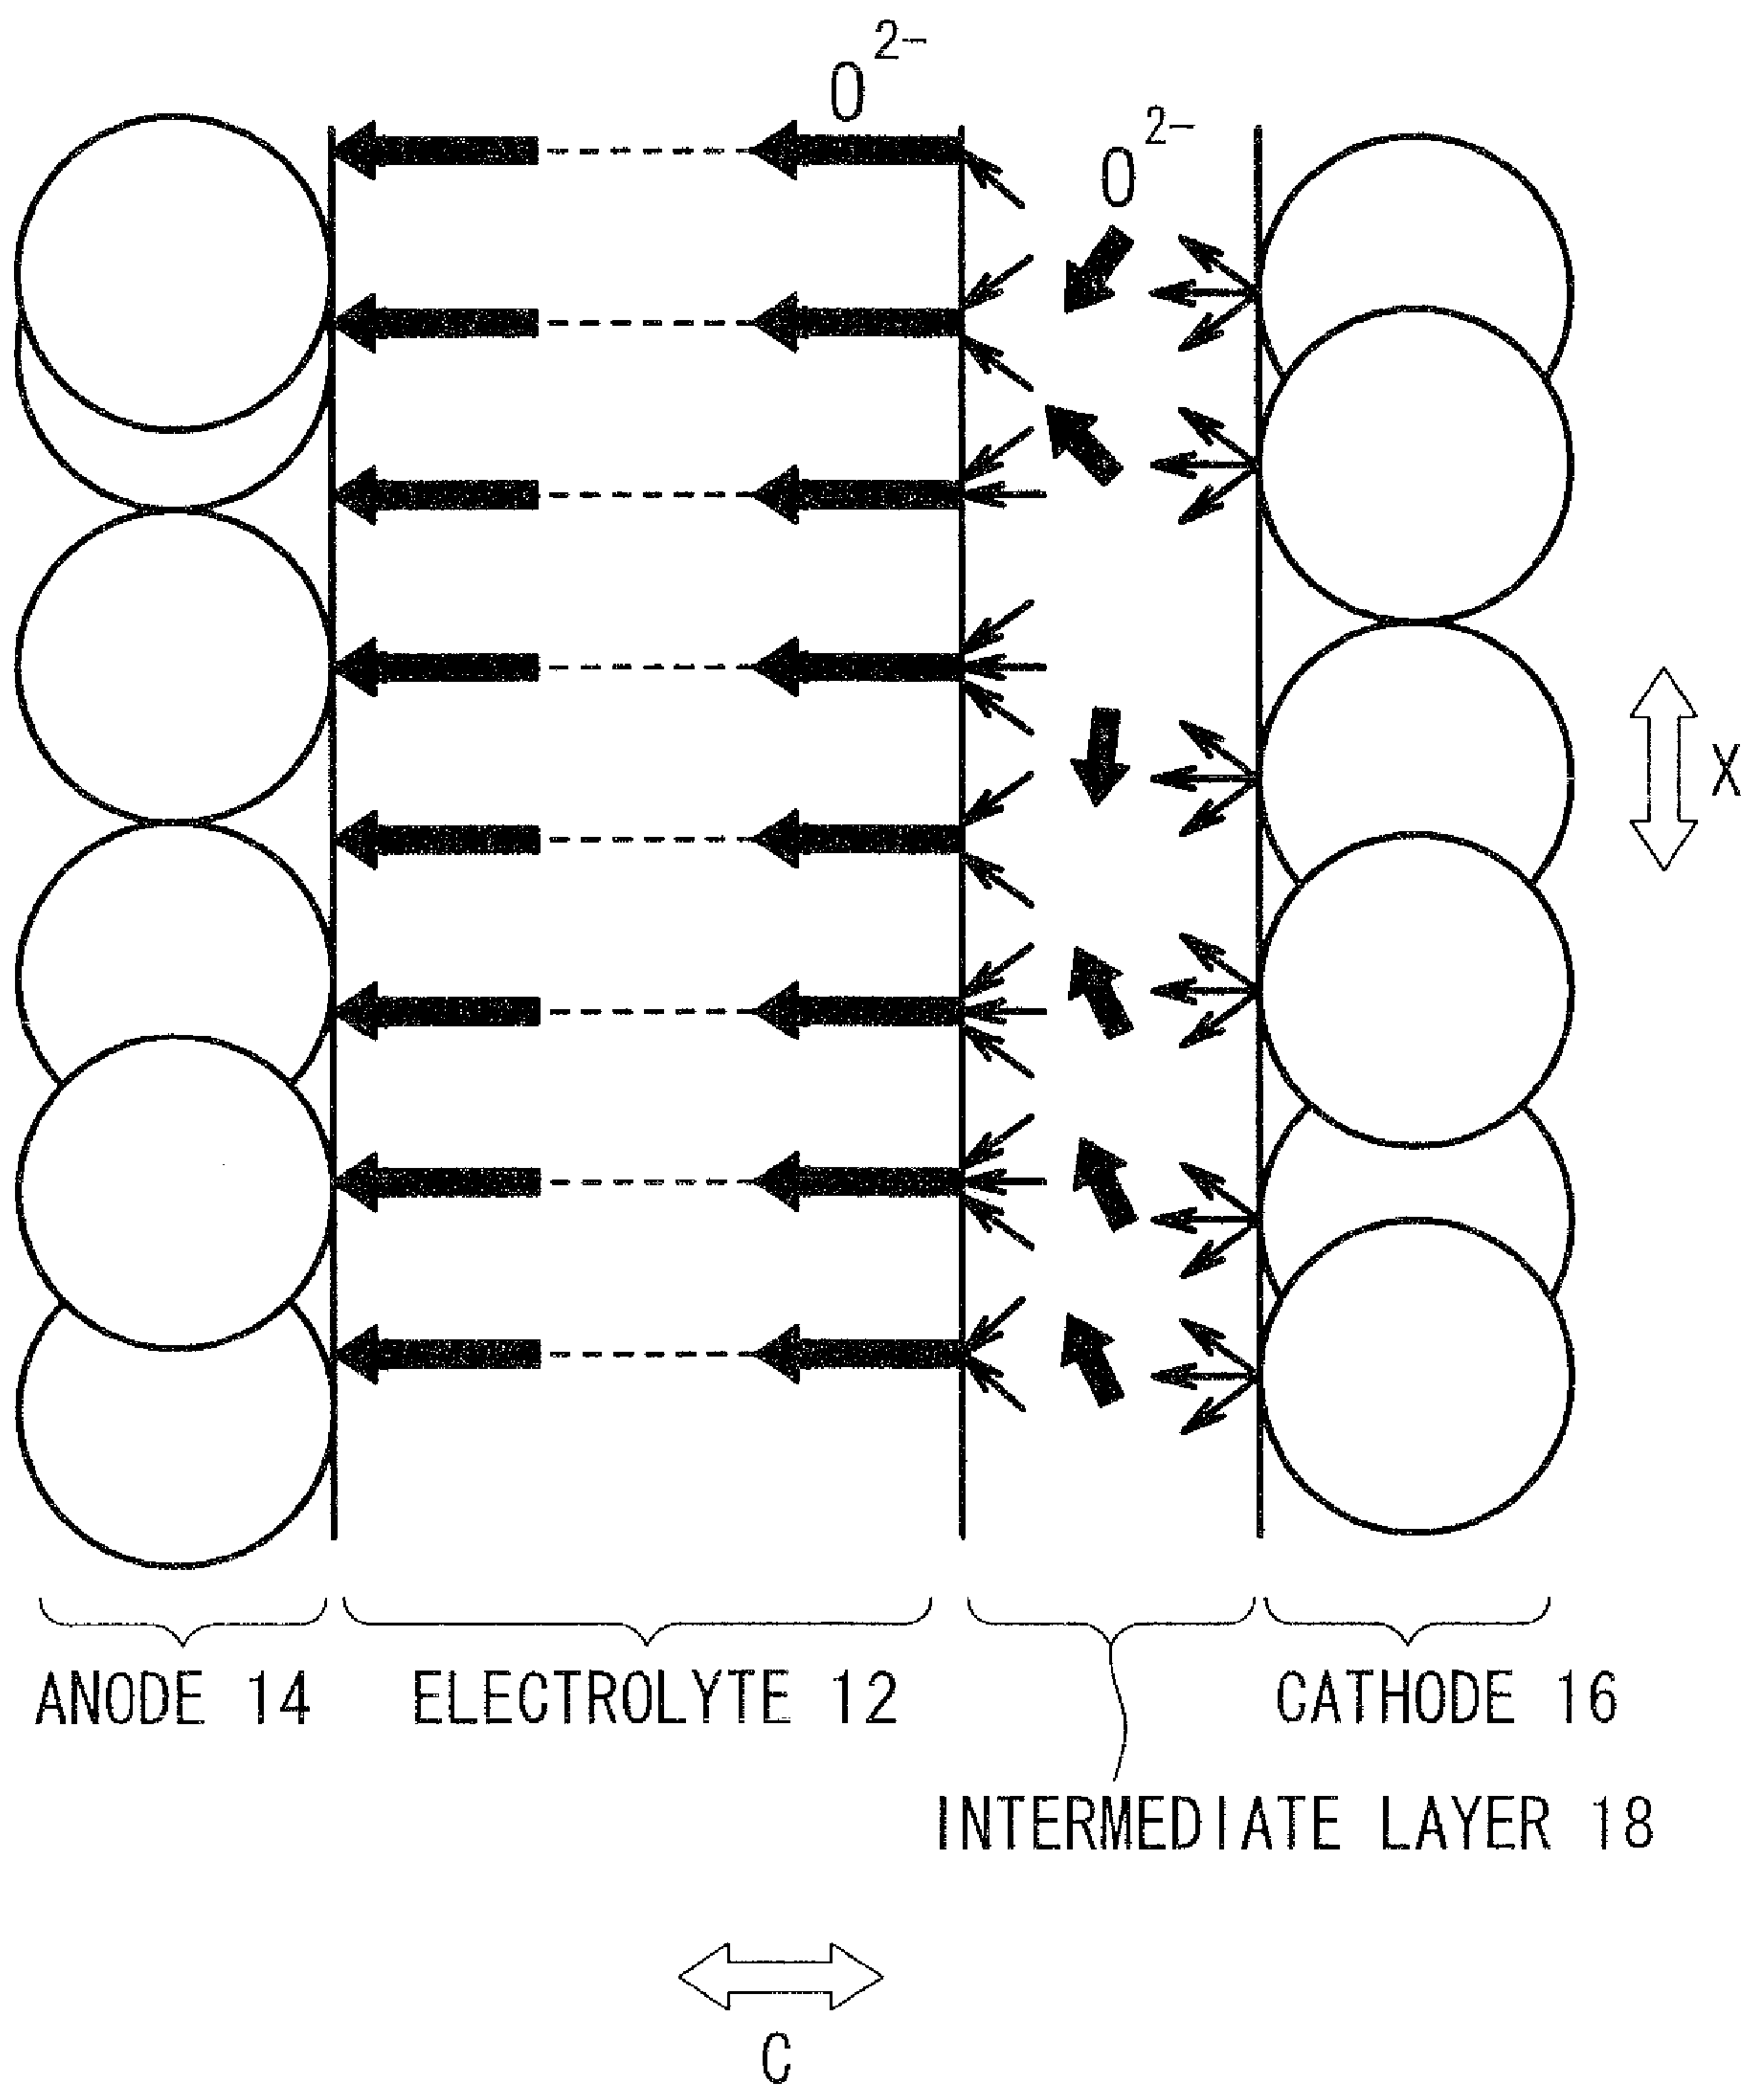 O2−
O2−
X
ANODE 14
ELECTROLYTE 12
CATHODE 16
INTERMEDIATE LAYER 18
C